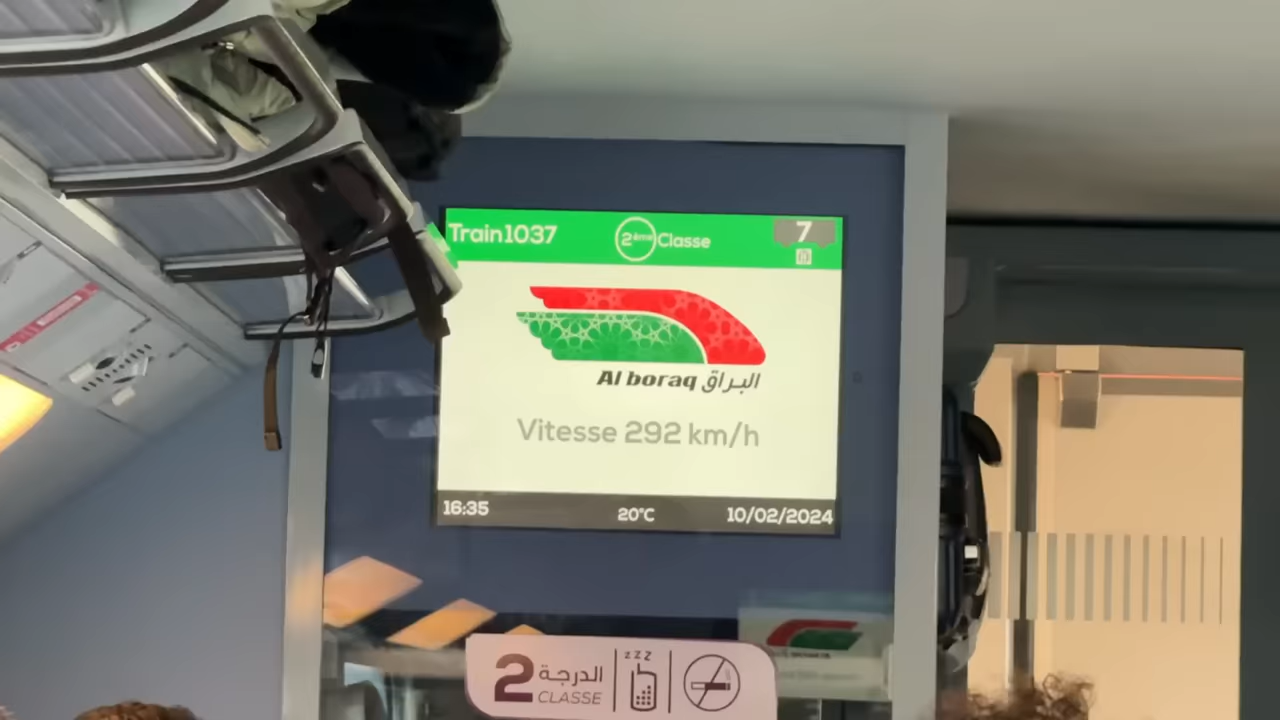 Train1037
2ème Classe
7
Al boraq البراق
Vitesse 292 km/h
16:35
20°C
10/02/2024
zzz
2 الدرجة
CLASSE